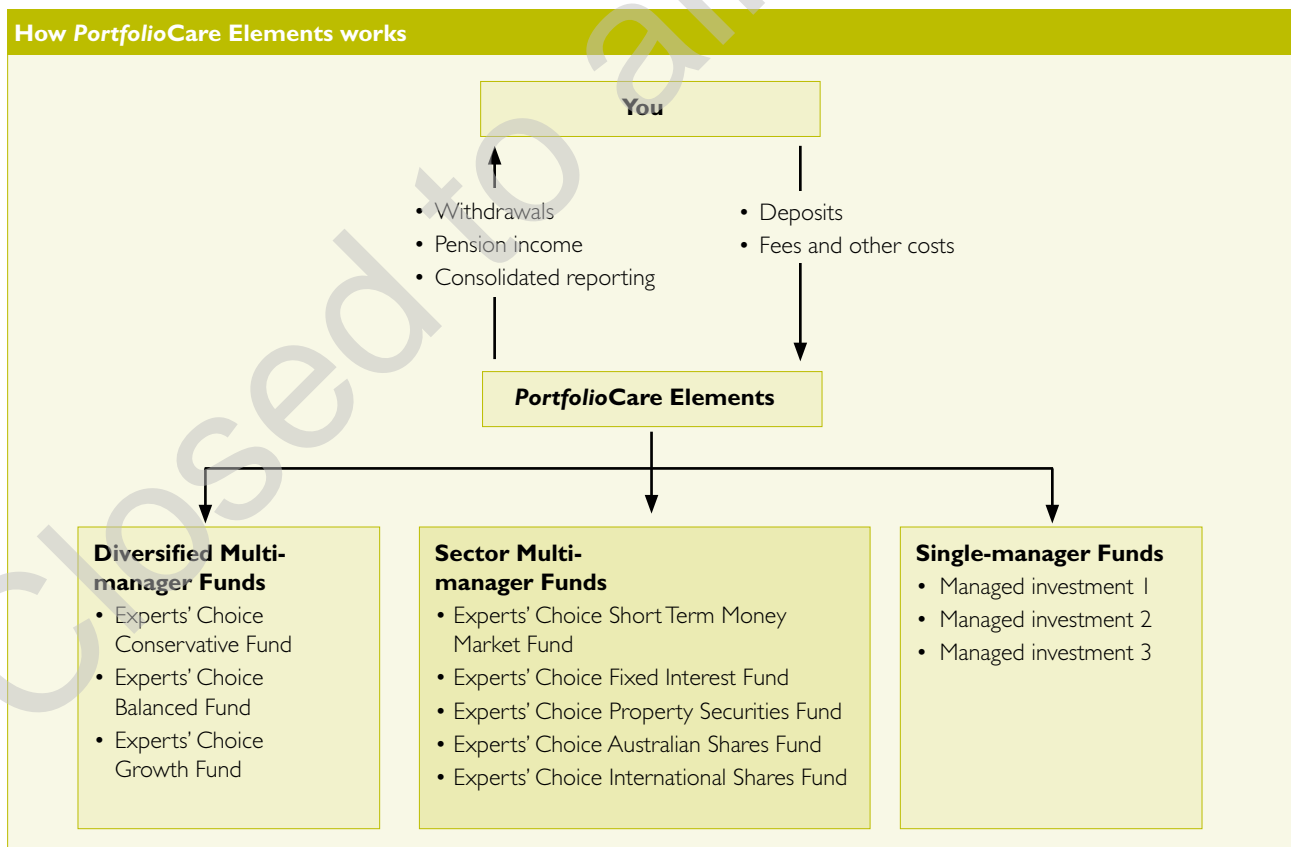 How PortfolioCare Elements works
You
• Withdrawals
• Pension income
• Consolidated reporting
• Deposits
• Fees and other costs
PortfolioCare Elements
Diversified Multi-
manager Funds
• Experts’ Choice
Conservative Fund
• Experts’ Choice
Balanced Fund
• Experts’ Choice
Growth Fund
Sector Multi-
manager Funds
• Experts’ Choice Short Term Money
Market Fund
• Experts’ Choice Fixed Interest Fund
• Experts’ Choice Property Securities Fund
• Experts’ Choice Australian Shares Fund
• Experts’ Choice International Shares Fund
Single-manager Funds
• Managed investment 1
• Managed investment 2
• Managed investment 3
Closed to